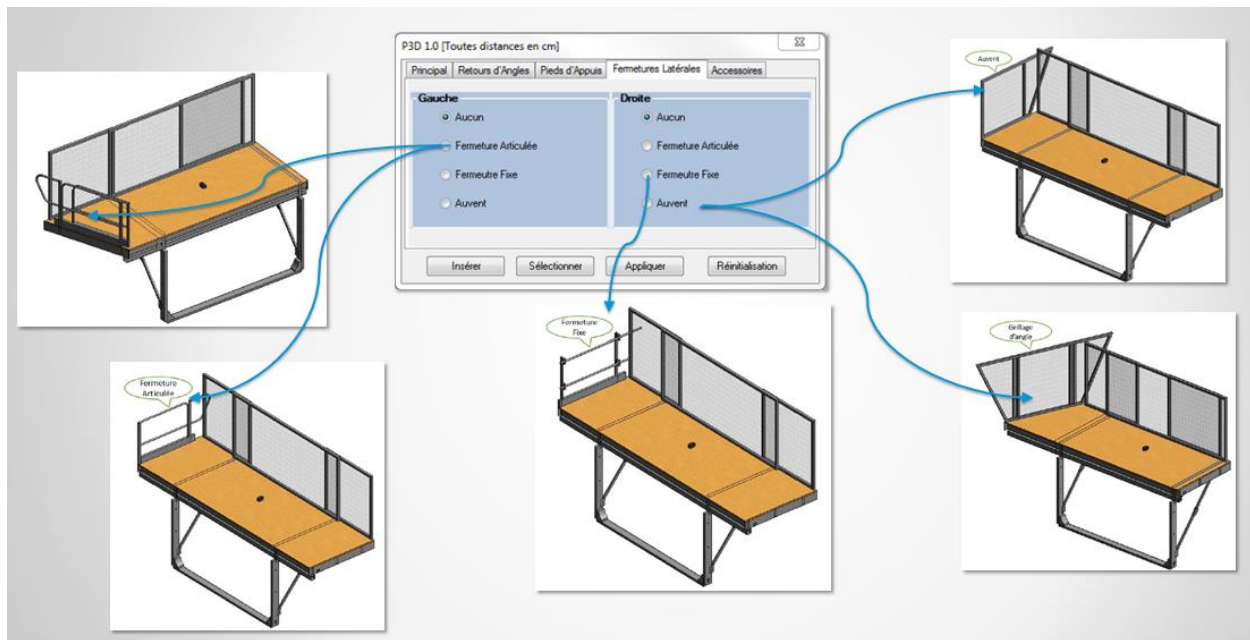 P3D 1.0 [Toutes distances en cm]
Principal
Retours d'Angles
Pieds d'Appuis
Fermetures Latérales
Accessoires
Gauche
Aucun
Fermeture Articulée
Fermeutre Fixe
Auvent
Droite
Aucun
Fermeture Articulée
Fermeutre Fixe
Auvent
Insérer
Sélectionner
Appliquer
Réinitialisation
Auvent
Fermeture
Articulée
Fermeture
Fixe
Grillage
d'angle